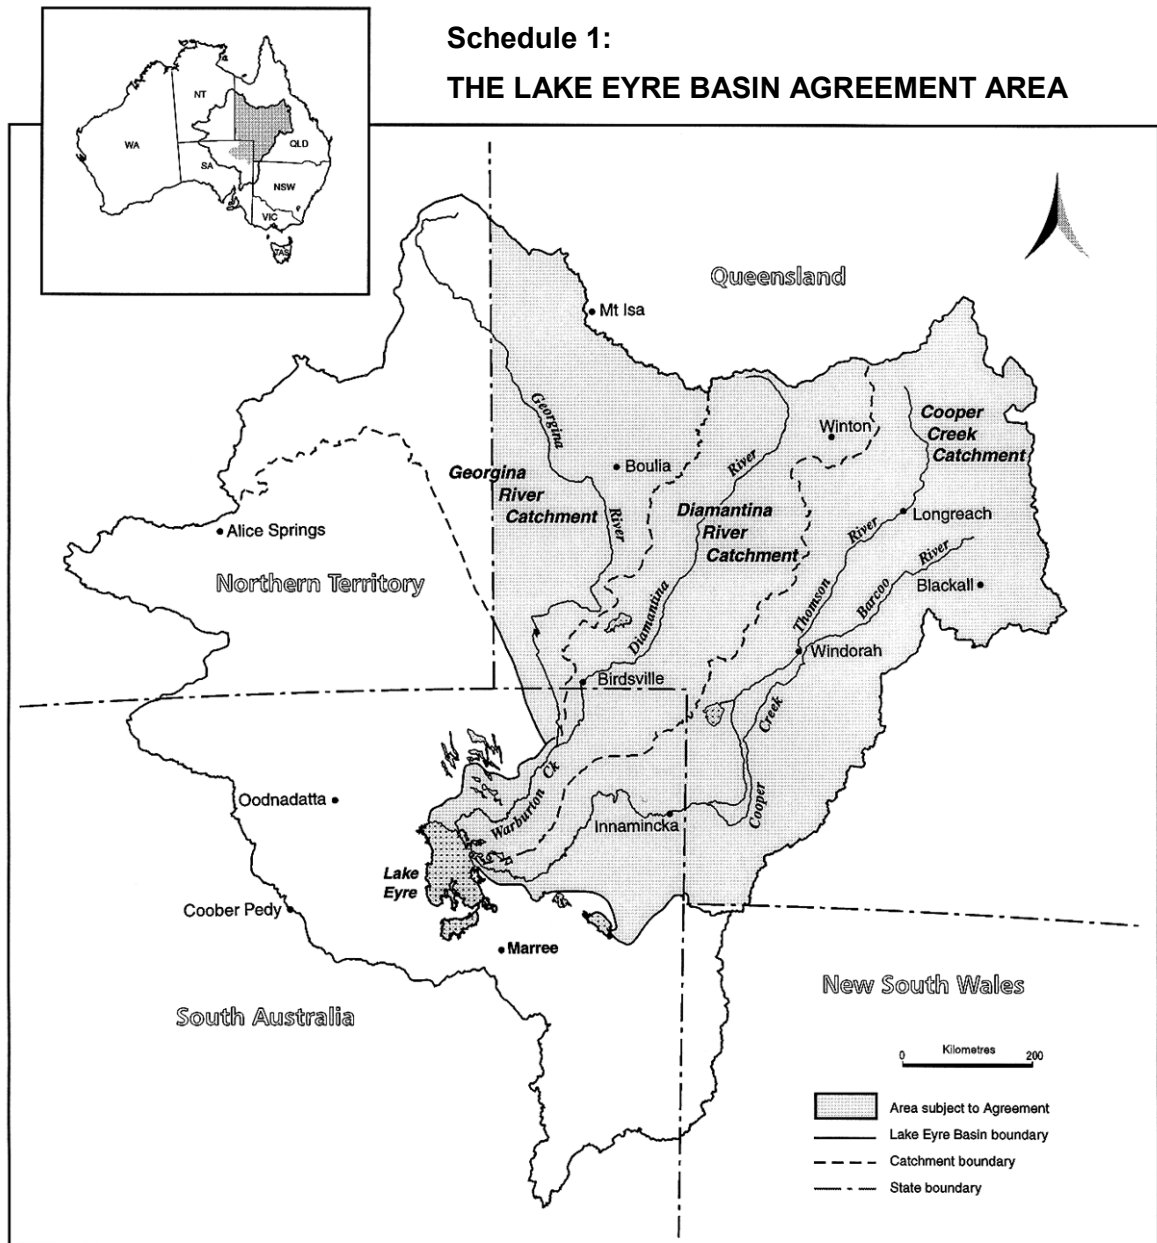 Schedule 1:
THE LAKE EYRE BASIN AGREEMENT AREA
NT
WA
QLD
SA
NSW
VIC
TAS
Queensland
Mt Isa
Georgina
River
Winton
Cooper
Creek
Catchment
Boulia
River
Georgina
River
Catchment
Diamantina
River
Catchment
Longreach
Alice Springs
River
River
Northern Territory
Thomson
Barcoo
Blackall
Diamantina
Windorah
Birdsville
Creek
Warburton Ck
Oodnadatta
Innamincka
Cooper
Lake
Eyre
Coober Pedy
Marree
New South Wales
South Australia
Kilometres
0 200
Area subject to Agreement
Lake Eyre Basin boundary
Catchment boundary
State boundary